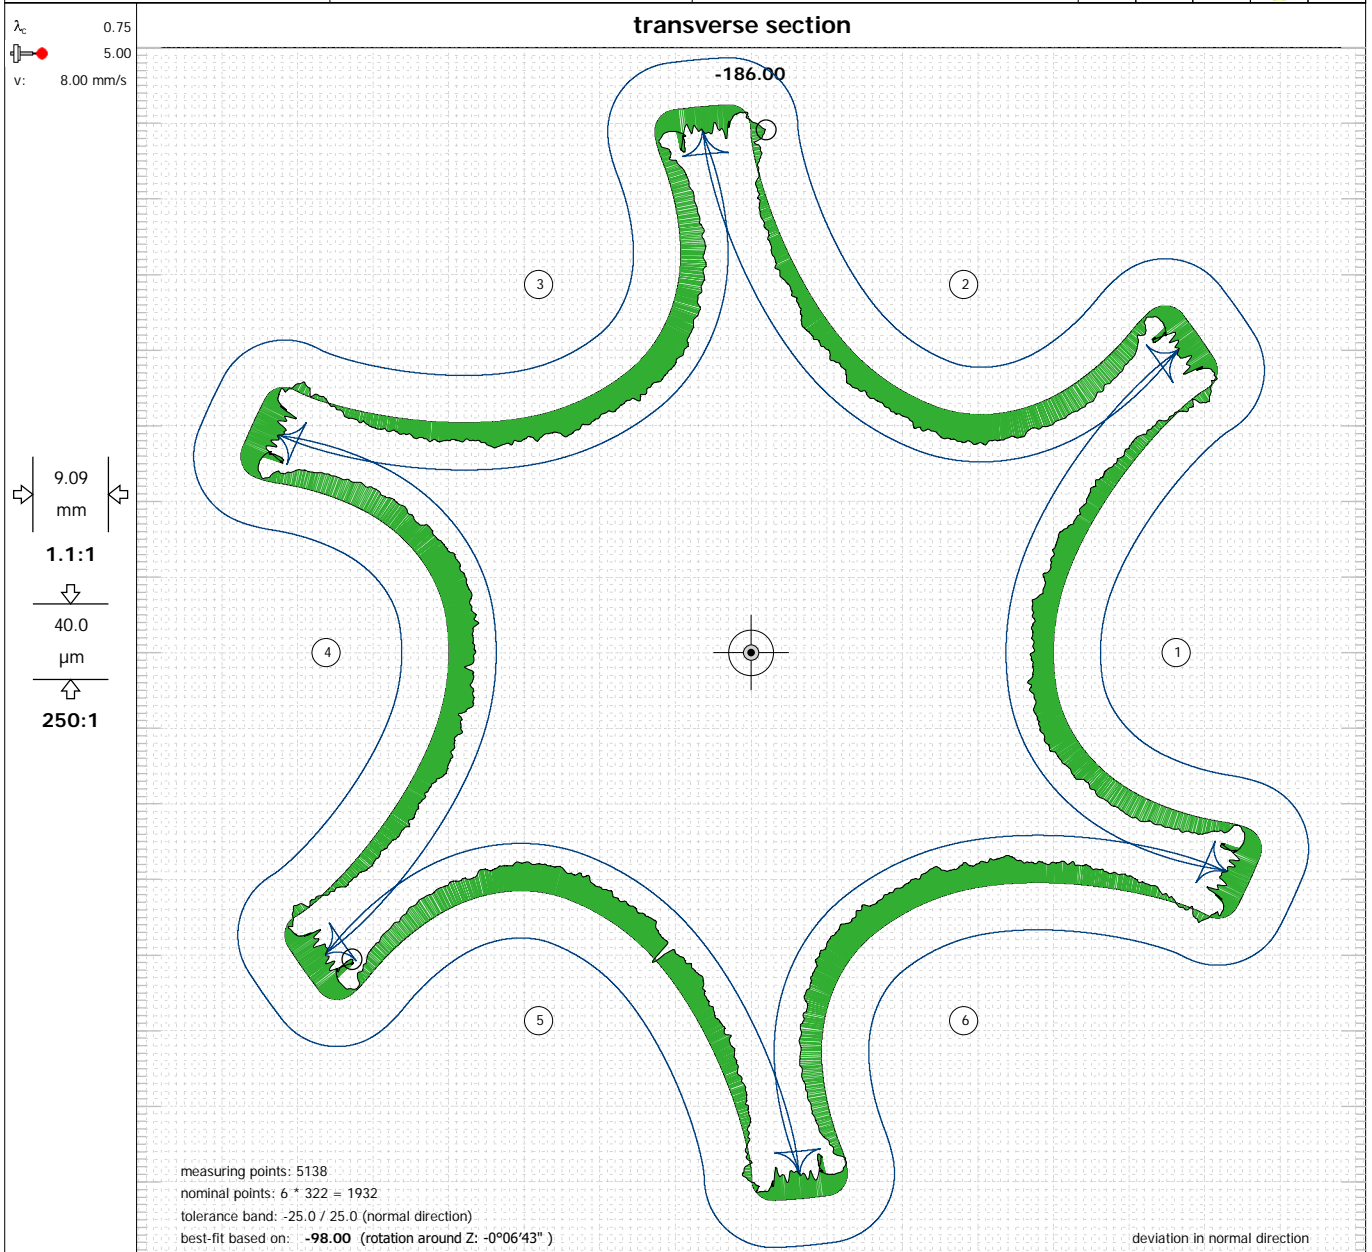 transverse section
λc 0.75
5.00
v: 8.00 mm/s
-186.00
3
2
9.09
mm
1.1:1
40.0
µm
250:1
4
1
5
6
measuring points: 5138
nominal points: 6 * 322 = 1932
tolerance band: -25.0 / 25.0 (normal direction)
best-fit based on: -98.00 (rotation around Z: -0°06'43" )
deviation in normal direction